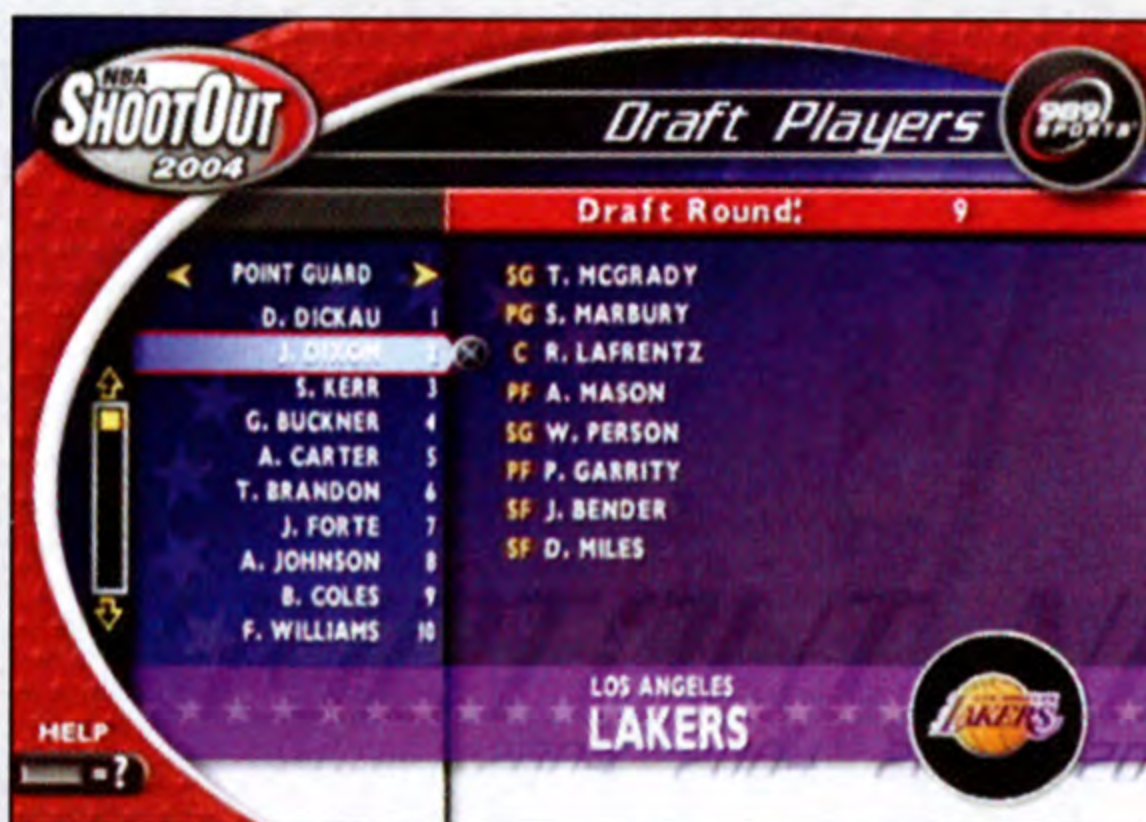 NBA
SHOOTOUT
2004
Draft Players
989
SPORTS
Draft Round: 9
POINT GUARD
D. DICKAU 1
J. DIXON 2
S. KERR 3
G. BUCKNER 4
A. CARTER 5
T. BRANDON 6
J. FORTE 7
A. JOHNSON 8
B. COLES 9
F. WILLIAMS 10
SG T. MCGRADY
PG S. MARBURY
C R. LAFRENTZ
PF A. MASON
SG W. PERSON
PF P. GARRITY
SF J. BENDER
SF D. MILES
LOS ANGELES
LAKERS
LAKERS
HELP
= ?